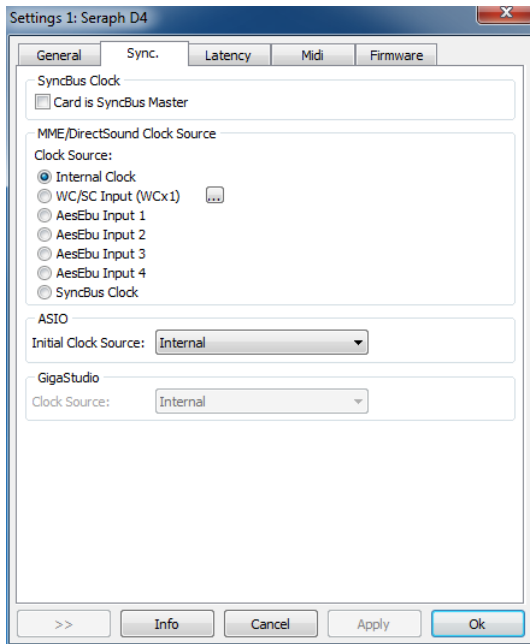 Settings 1: Seraph D4
General Sync. Latency Midi Firmware
SyncBus Clock
Card is SyncBus Master
MME/DirectSound Clock Source
Clock Source:
Internal Clock
WC/SC Input (WCx1) ...
AesEbu Input 1
AesEbu Input 2
AesEbu Input 3
AesEbu Input 4
SyncBus Clock
ASIO
Initial Clock Source: Internal
GigaStudio
Clock Source: Internal
>> Info Cancel Apply Ok